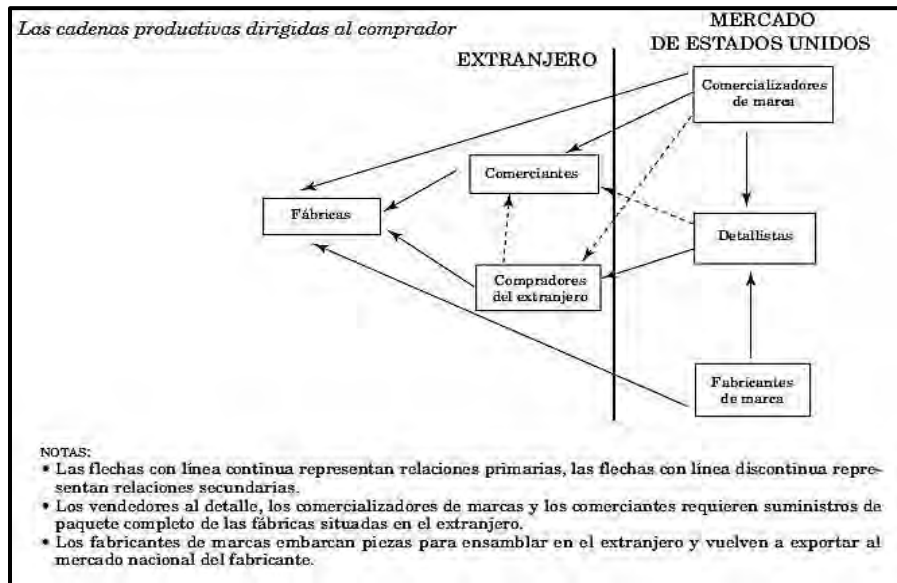 Las cadenas productivas dirigidas al comprador
MERCADO
DE ESTADOS UNIDOS
EXTRANJERO
Comercializadores
de marca
Comerciantes
Fábricas
Detallistas
Compradores
del extranjero
Fabricantes
de marca
NOTAS:
• Las flechas con línea continua representan relaciones primarias, las flechas con línea discontinua repre-
sentan relaciones secundarias.
• Los vendedores al detalle, los comercializadores de marcas y los comerciantes requieren suministros de
paquete completo de las fábricas situadas en el extranjero.
• Los fabricantes de marcas embarcan piezas para ensamblar en el extranjero y vuelven a exportar al
mercado nacional del fabricante.